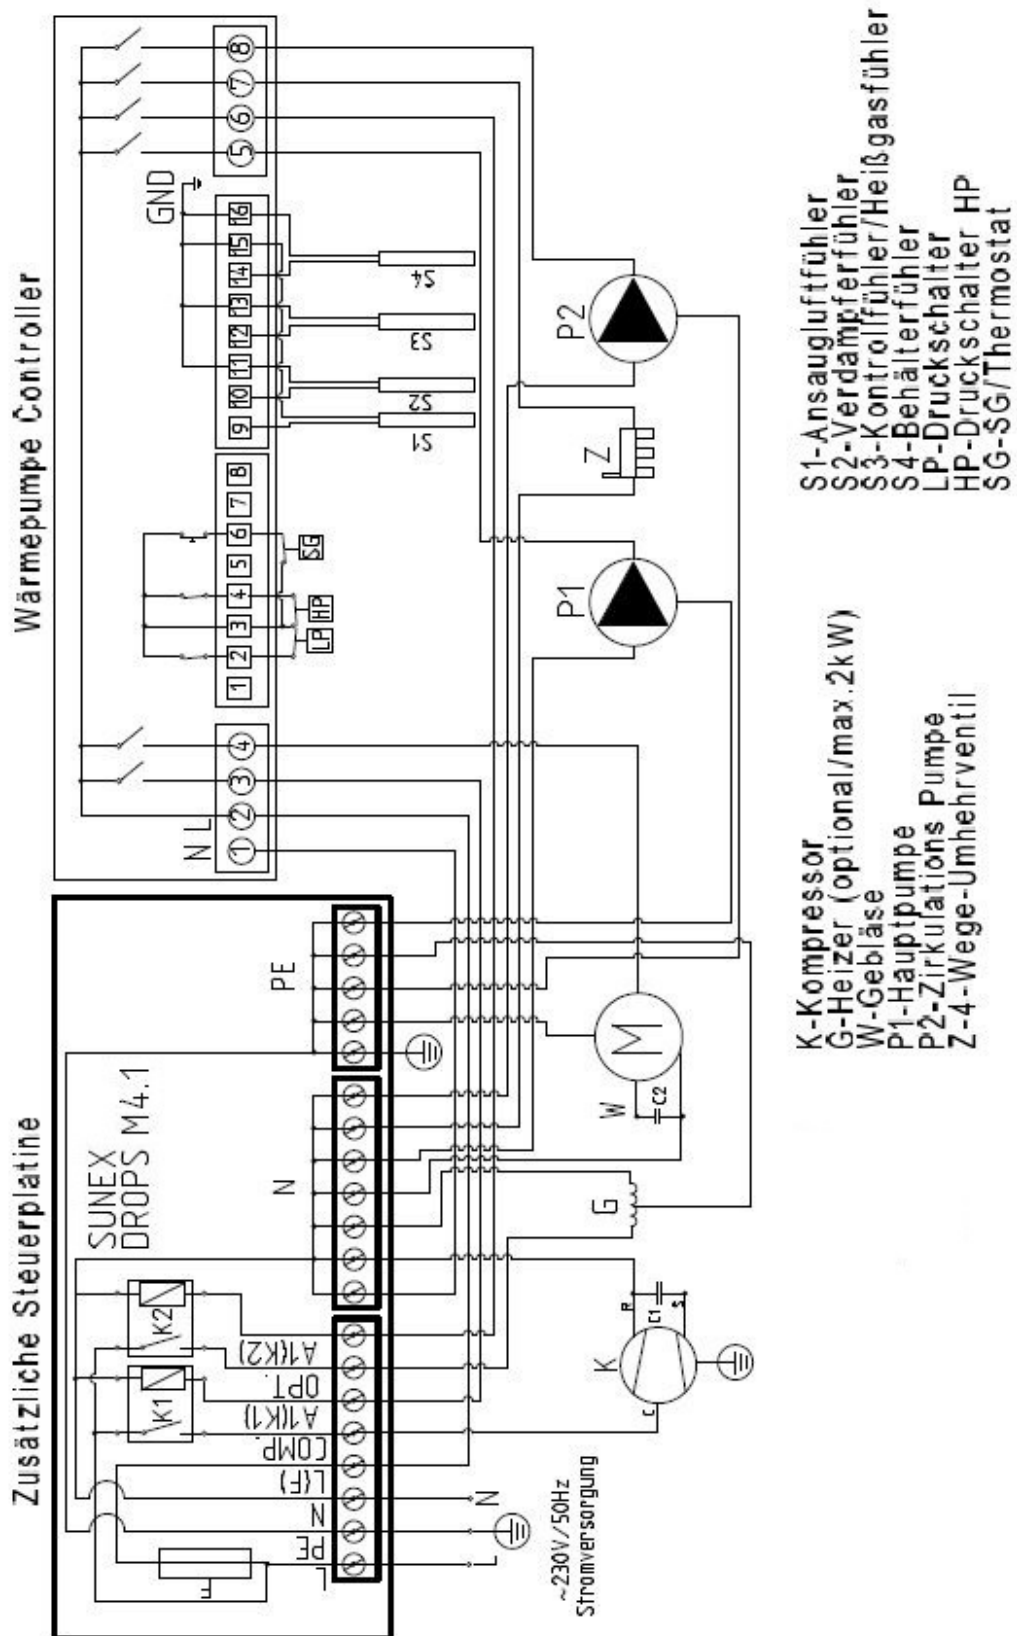 Zusätzliche Steuerplatine
Wärmepumpe Controller
SUNEX
DROPS M4.1
K1
K2
F
L
PE
N
L(F)
COMP.
A1(K1)
OPT.
A1(K2)
N
PE
N L
1 2 3 4
1 2 3 4 5 6 7 8
9 10 11 12 13 14 15 16
5 6 7 8
GND
LP
HP
SG
S1
S2
S3
S4
K
C
R
S
C1
G
W
M
C2
P1
Z
P2
N
~230V/50Hz
Stromversorgung
K-Kompressor
G-Heizer (optional/max.2kW)
W-Gebläse
P1-Hauptpumpe
P2-Zirkulations Pumpe
Z-4-Wege-Umhehrventil
S1-Ansaugluftfühler
S2-Verdampferfühler
S3-Kontrollfühler/Heißgasfühler
S4-Behälterfühler
LP-Druckschalter
HP-Druckschalter HP
SG-SG/Thermostat